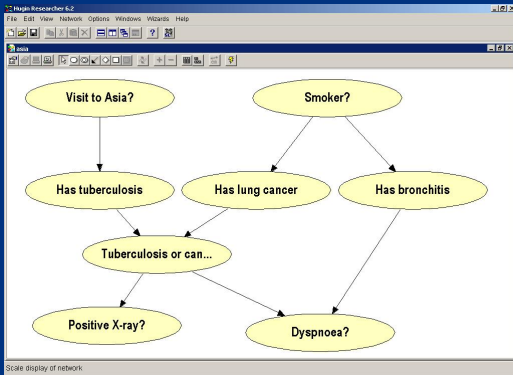 Hugin Researcher 6.2
File Edit View Network Options Windows Wizards Help
asia
Visit to Asia?
Smoker?
Has tuberculosis
Has lung cancer
Has bronchitis
Tuberculosis or can...
Positive X-ray?
Dyspnoea?
Scale display of network